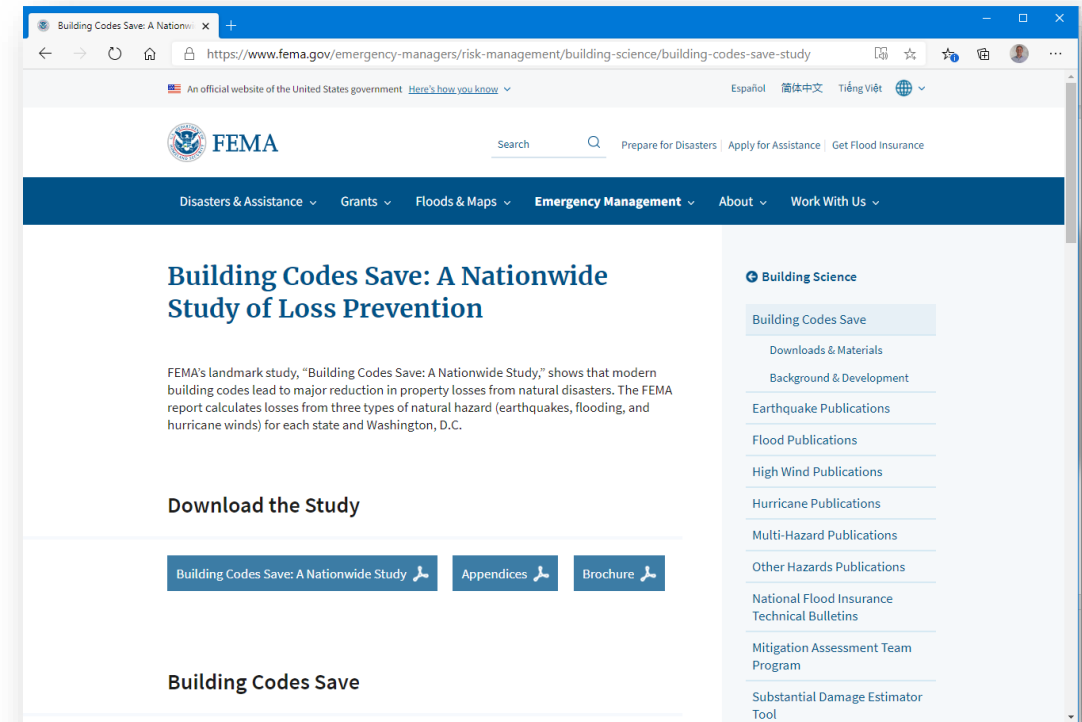 Building Codes Save: A Nationwi
https://www.fema.gov/emergency-managers/risk-management/building-science/building-codes-save-study
An official website of the United States government Here's how you know
Español 简体中文 Tiếng Việt
FEMA
Search
Prepare for Disasters Apply for Assistance Get Flood Insurance
Disasters & Assistance Grants Floods & Maps Emergency Management About Work With Us
Building Codes Save: A Nationwide
Study of Loss Prevention
FEMA's landmark study, “Building Codes Save: A Nationwide Study,” shows that modern
building codes lead to major reduction in property losses from natural disasters. The FEMA
report calculates losses from three types of natural hazard (earthquakes, flooding, and
hurricane winds) for each state and Washington, D.C.
Download the Study
Building Codes Save: A Nationwide Study Appendices Brochure
Building Codes Save
Building Science
Building Codes Save
Downloads & Materials
Background & Development
Earthquake Publications
Flood Publications
High Wind Publications
Hurricane Publications
Multi-Hazard Publications
Other Hazards Publications
National Flood Insurance
Technical Bulletins
Mitigation Assessment Team
Program
Substantial Damage Estimator
Tool